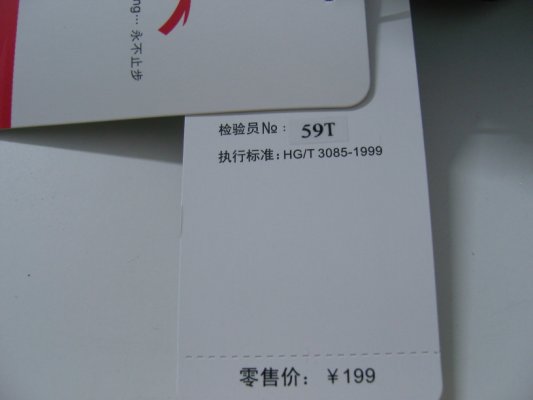 ng... 永不止步
检验员№: 59T
执行标准:HG/T 3085-1999
零售价: ￥199